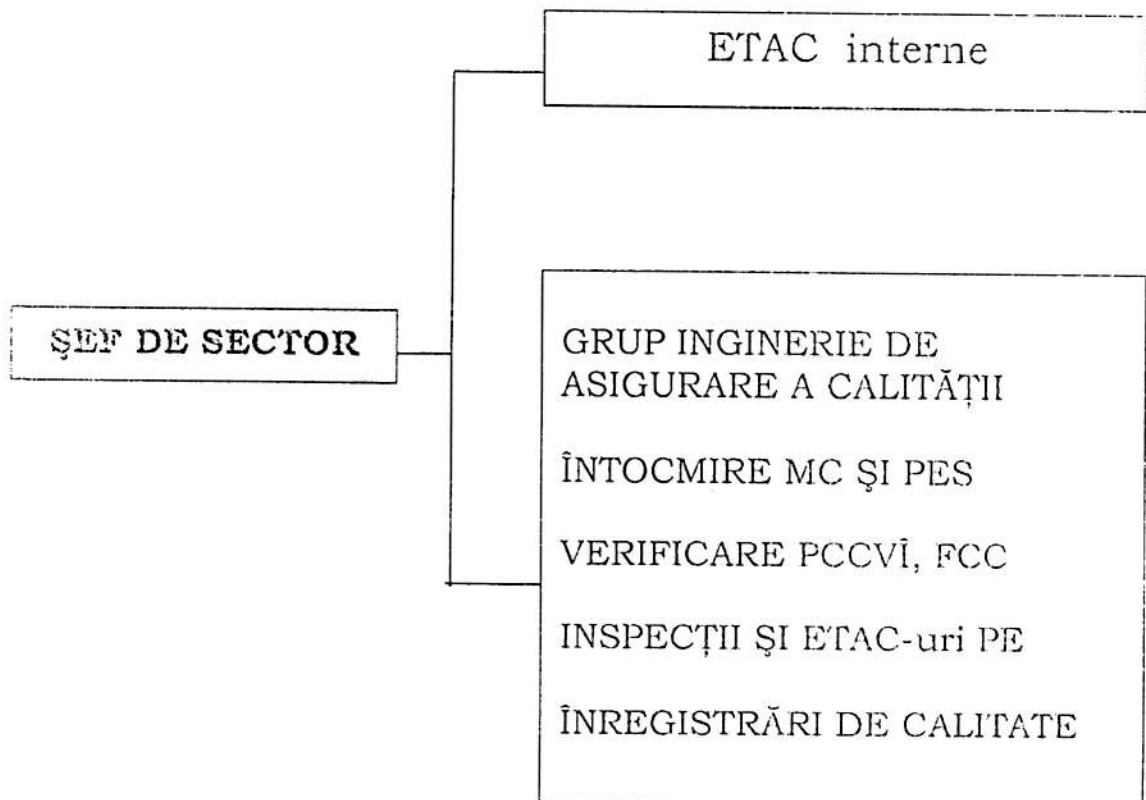 ETAC interne
ŞEF DE SECTOR
GRUP INGINERIE DE
ASIGURARE A CALITĂŢII
ÎNTOCMIRE MC ŞI PES
VERIFICARE PCCVÎ, FCC
INSPECŢII ŞI ETAC-uri PE
ÎNREGISTRĂRI DE CALITATE